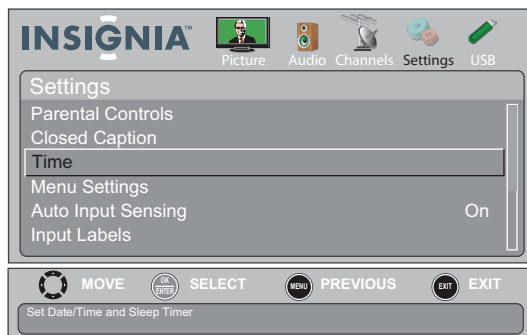 INSIGNIA™
Picture Audio Channels Settings USB
Settings
Parental Controls
Closed Caption
Time
Menu Settings
Auto Input Sensing On
Input Labels
MOVE OK ENTER SELECT MENU PREVIOUS EXIT EXIT
Set Date/Time and Sleep Timer